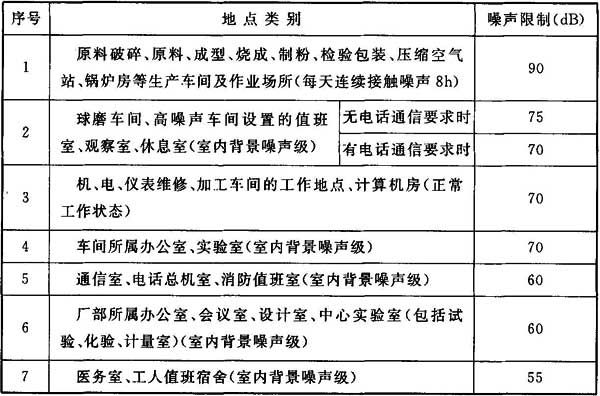 序号 地点类别 噪声限制(dB)
1 原料破碎、原料、成型、烧成、制粉、检验包装、压缩空气
站、锅炉房等生产车间及作业场所(每天连续接触噪声8h) 90
2 球磨车间、高噪声车间设置的值班
室、观察室、休息室(室内背景噪声级)
无电话通信要求时 75
有电话通信要求时 70
3 机、电、仪表维修、加工车间的工作地点、计算机房(正常
工作状态) 70
4 车间所属办公室、实验室(室内背景噪声级) 70
5 通信室、电话总机室、消防值班室(室内背景噪声级) 60
6 厂部所属办公室、会议室、设计室、中心实验室(包括试
验、化验、计量室)(室内背景噪声级) 60
7 医务室、工人值班宿舍(室内背景噪声级) 55